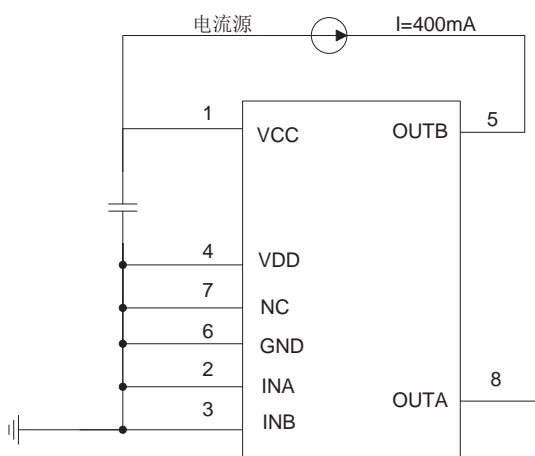 电流源 I=400mA
1 VCC OUTB 5
4 VDD
7 NC
6 GND
2 INA
OUTA 8
3 INB